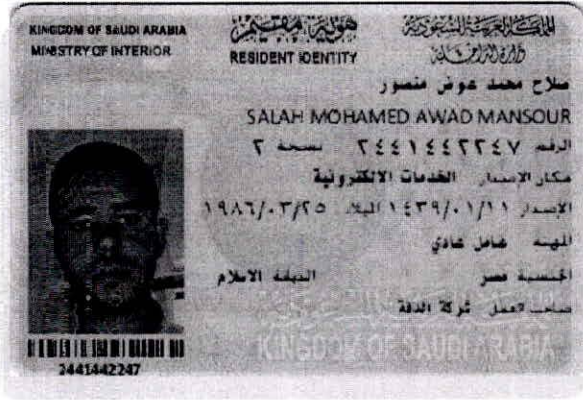 KINGDOM OF SAUDI ARABIA
MINISTRY OF INTERIOR
هوية مقيم
RESIDENT IDENTITY
المملكة العربية السعودية
وزارة الداخلية
صلاح محمد عوض منصور
SALAH MOHAMED AWAD MANSOUR
الرقم ٢٤٤١٤٤٢٢٤٧ نسخة ٢
مكان الإصدار الخدمات الالكترونية
الإصدار ١٤٣٩/٠١/١١ الميلاد ١٩٨٦/٠٣/٢٥
المهنة عامل عادي
الجنسية مصر الديانة الاسلام
صاحب العمل شركة الدقة
KINGDOM OF SAUDI ARABIA
2441442247